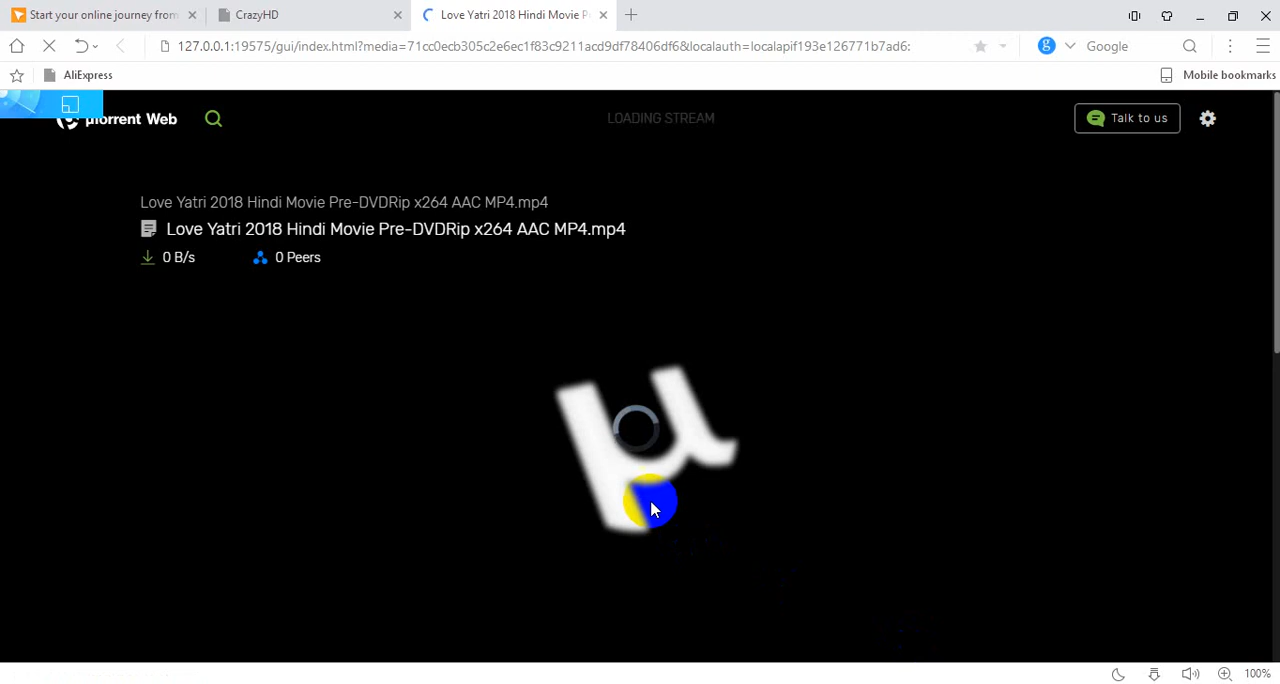 Start your online journey from
CrazyHD
Love Yatri 2018 Hindi Movie P
127.0.0.1:19575/gui/index.html?media=71cc0ecb305c2e6ec1f83c9211acd9df78406df6&localauth=localapif193e126771b7ad6:
Google
AliExpress
Mobile bookmarks
µTorrent Web
LOADING STREAM
Talk to us
Love Yatri 2018 Hindi Movie Pre-DVDRip x264 AAC MP4.mp4
Love Yatri 2018 Hindi Movie Pre-DVDRip x264 AAC MP4.mp4
0 B/s
0 Peers
µ
100%